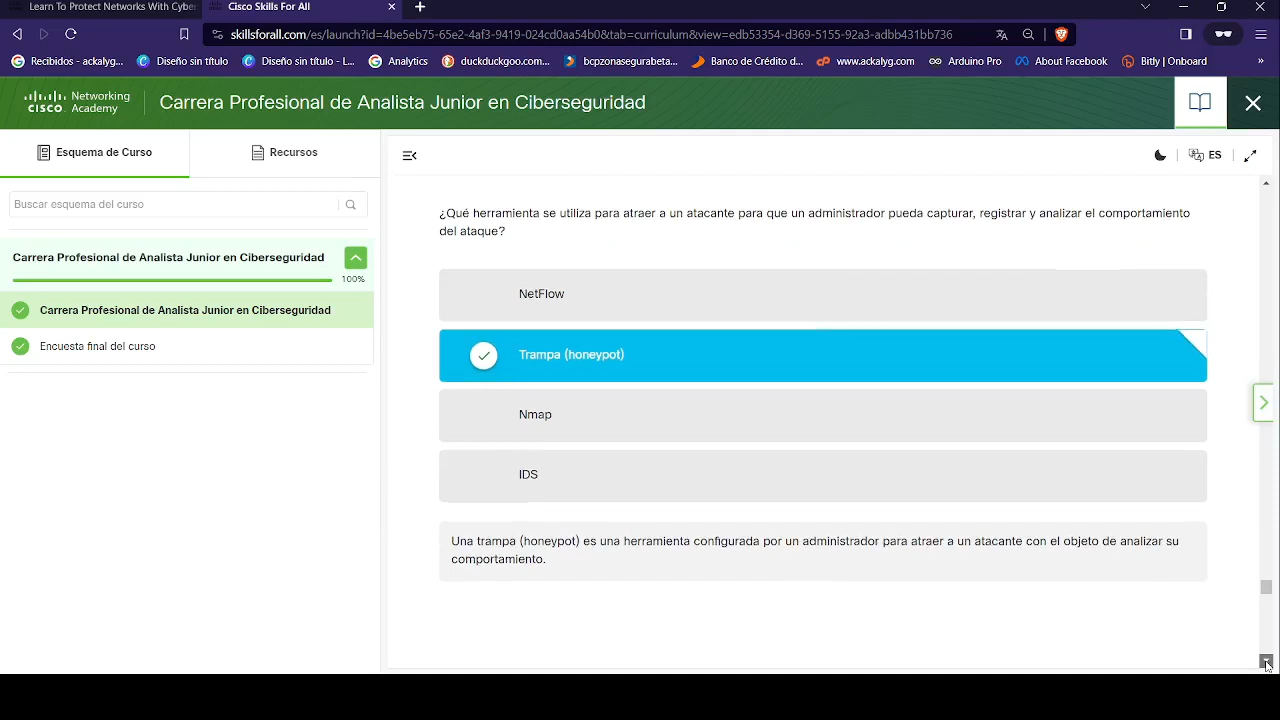 Learn To Protect Networks With Cyber
Cisco Skills For All
skillsforall.com/es/launch?id=4be5eb75-65e2-4af3-9419-024cd0aa54b0&tab=curriculum&view=edb53354-d369-5155-92a3-adbb431bb736
Recibidos - ackalyg... Diseño sin título Diseño sin título - L... Analytics duckduckgoo.com... bcpzonasegurabeta... Banco de Crédito d... www.ackalyg.com Arduino Pro About Facebook Bitly | Onboard »
CISCO Networking Academy
Carrera Profesional de Analista Junior en Ciberseguridad
Esquema de Curso
Recursos
ES
Buscar esquema del curso
Carrera Profesional de Analista Junior en Ciberseguridad
100%
Carrera Profesional de Analista Junior en Ciberseguridad
Encuesta final del curso
¿Qué herramienta se utiliza para atraer a un atacante para que un administrador pueda capturar, registrar y analizar el comportamiento
del ataque?
NetFlow
Trampa (honeypot)
Nmap
IDS
Una trampa (honeypot) es una herramienta configurada por un administrador para atraer a un atacante con el objeto de analizar su
comportamiento.